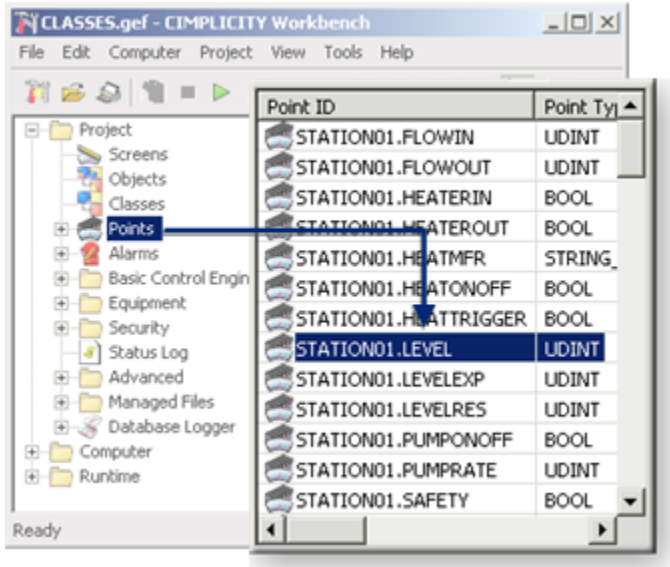 CLASSES.gef - CIMPLICITY Workbench
File Edit Computer Project View Tools Help
Project
Screens
Objects
Classes
Points
Alarms
Basic Control Engin
Equipment
Security
Status Log
Advanced
Managed Files
Database Logger
Computer
Runtime
Ready
Point ID Point Ty
STATION01.FLOWIN UDINT
STATION01.FLOWOUT UDINT
STATION01.HEATERIN BOOL
STATION01.HEATEROUT BOOL
STATION01.HEATMFR STRING_
STATION01.HEATONOFF BOOL
STATION01.HEATTRIGGER BOOL
STATION01.LEVEL UDINT
STATION01.LEVELEXP UDINT
STATION01.LEVELRES UDINT
STATION01.PUMPONOFF BOOL
STATION01.PUMPRATE UDINT
STATION01.SAFETY BOOL